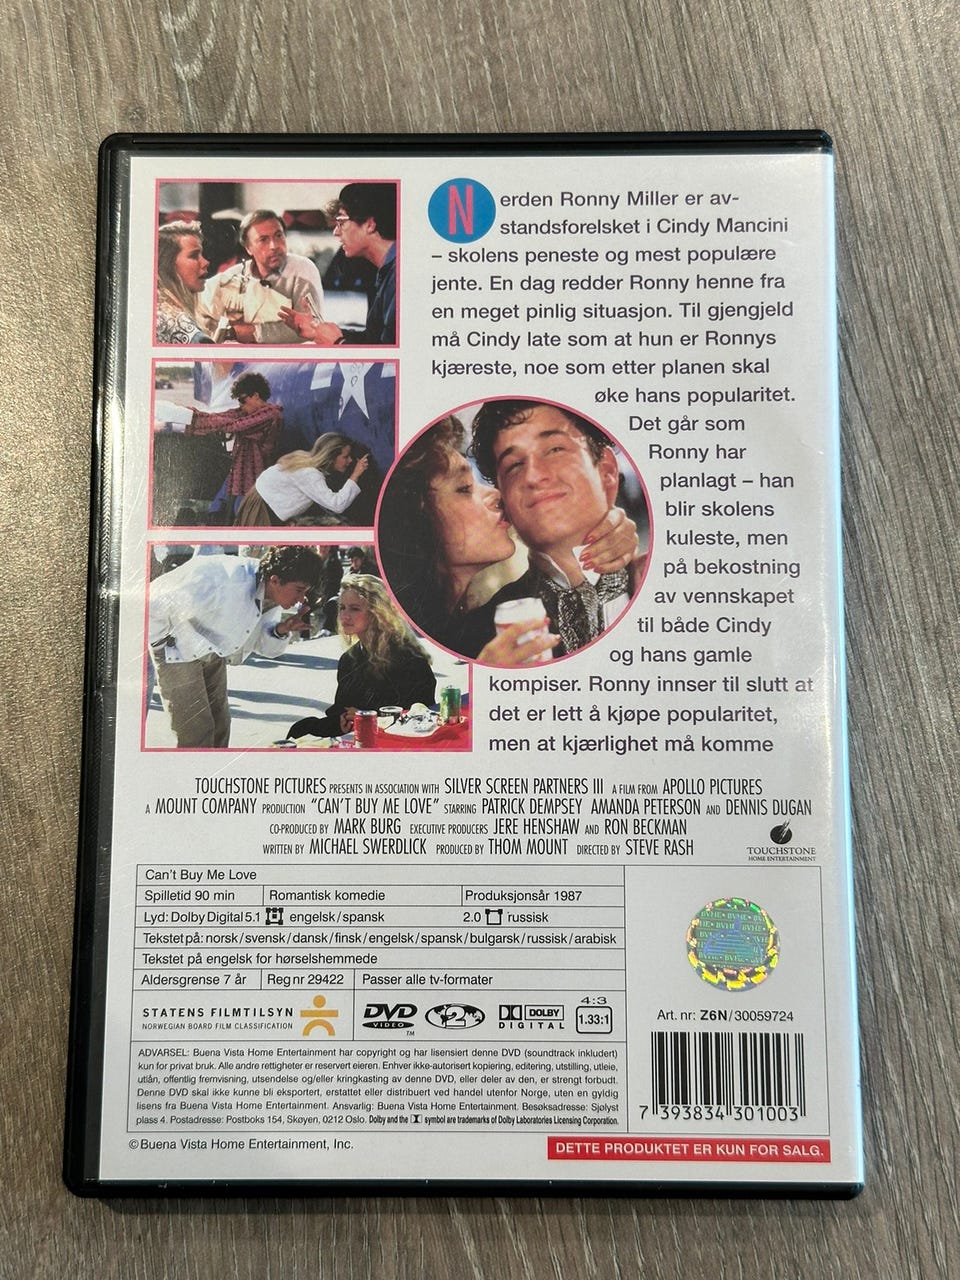 Nerden Ronny Miller er av-
standsforelsket i Cindy Mancini
– skolens peneste og mest populære
jente. En dag redder Ronny henne fra
en meget pinlig situasjon. Til gjengjeld
må Cindy late som at hun er Ronnys
kjæreste, noe som etter planen skal
øke hans popularitet.
Det går som
Ronny har
planlagt – han
blir skolens
kuleste, men
på bekostning
av vennskapet
til både Cindy
og hans gamle
kompiser. Ronny innser til slutt at
det er lett å kjøpe popularitet,
men at kjærlighet må komme
TOUCHSTONE PICTURES PRESENTS IN ASSOCIATION WITH SILVER SCREEN PARTNERS III A FILM FROM APOLLO PICTURES
A MOUNT COMPANY PRODUCTION "CAN'T BUY ME LOVE" STARRING PATRICK DEMPSEY AMANDA PETERSON AND DENNIS DUGAN
CO-PRODUCED BY MARK BURG EXECUTIVE PRODUCERS JERE HENSHAW AND RON BECKMAN
WRITTEN BY MICHAEL SWERDLICK PRODUCED BY THOM MOUNT DIRECTED BY STEVE RASH
TOUCHSTONE
HOME ENTERTAINMENT
Can't Buy Me Love
Spilletid 90 min Romantisk komedie Produksjonsår 1987
Lyd: Dolby Digital 5.1 engelsk/spansk 2.0 russisk
Tekstet på: norsk/svensk/dansk/finsk/engelsk/spansk/bulgarsk/russisk/arabisk
Tekstet på engelsk for hørselshemmede
Aldersgrense 7 år Reg nr 29422 Passer alle tv-formater
STATENS FILMTILSYN
NORWEGIAN BOARD FILM CLASSIFICATION
DVD
VIDEO TM
2
DOLBY
DIGITAL
4:3
1.33:1
BVHE
Art. nr: Z6N/30059724
7 393834 301003
ADVARSEL: Buena Vista Home Entertainment har copyright og har lisensiert denne DVD (soundtrack inkludert)
kun for privat bruk. Alle andre rettigheter er reservert eieren. Enhver ikke-autorisert kopiering, editering, utstilling, utleie,
utlån, offentlig fremvisning, utsendelse og/eller kringkasting av denne DVD, eller deler av den, er strengt forbudt.
Denne DVD skal ikke kunne bli eksportert, erstattet eller distribuert ved handel utenfor Norge, uten en gyldig
lisens fra Buena Vista Home Entertainment. Ansvarlig: Buena Vista Home Entertainment. Besøksadresse: Sjølyst
plass 4. Postadresse: Postboks 154, Skøyen, 0212 Oslo. Dolby and the symbol are trademarks of Dolby Laboratories Licensing Corporation.
© Buena Vista Home Entertainment, Inc.
DETTE PRODUKTET ER KUN FOR SALG.